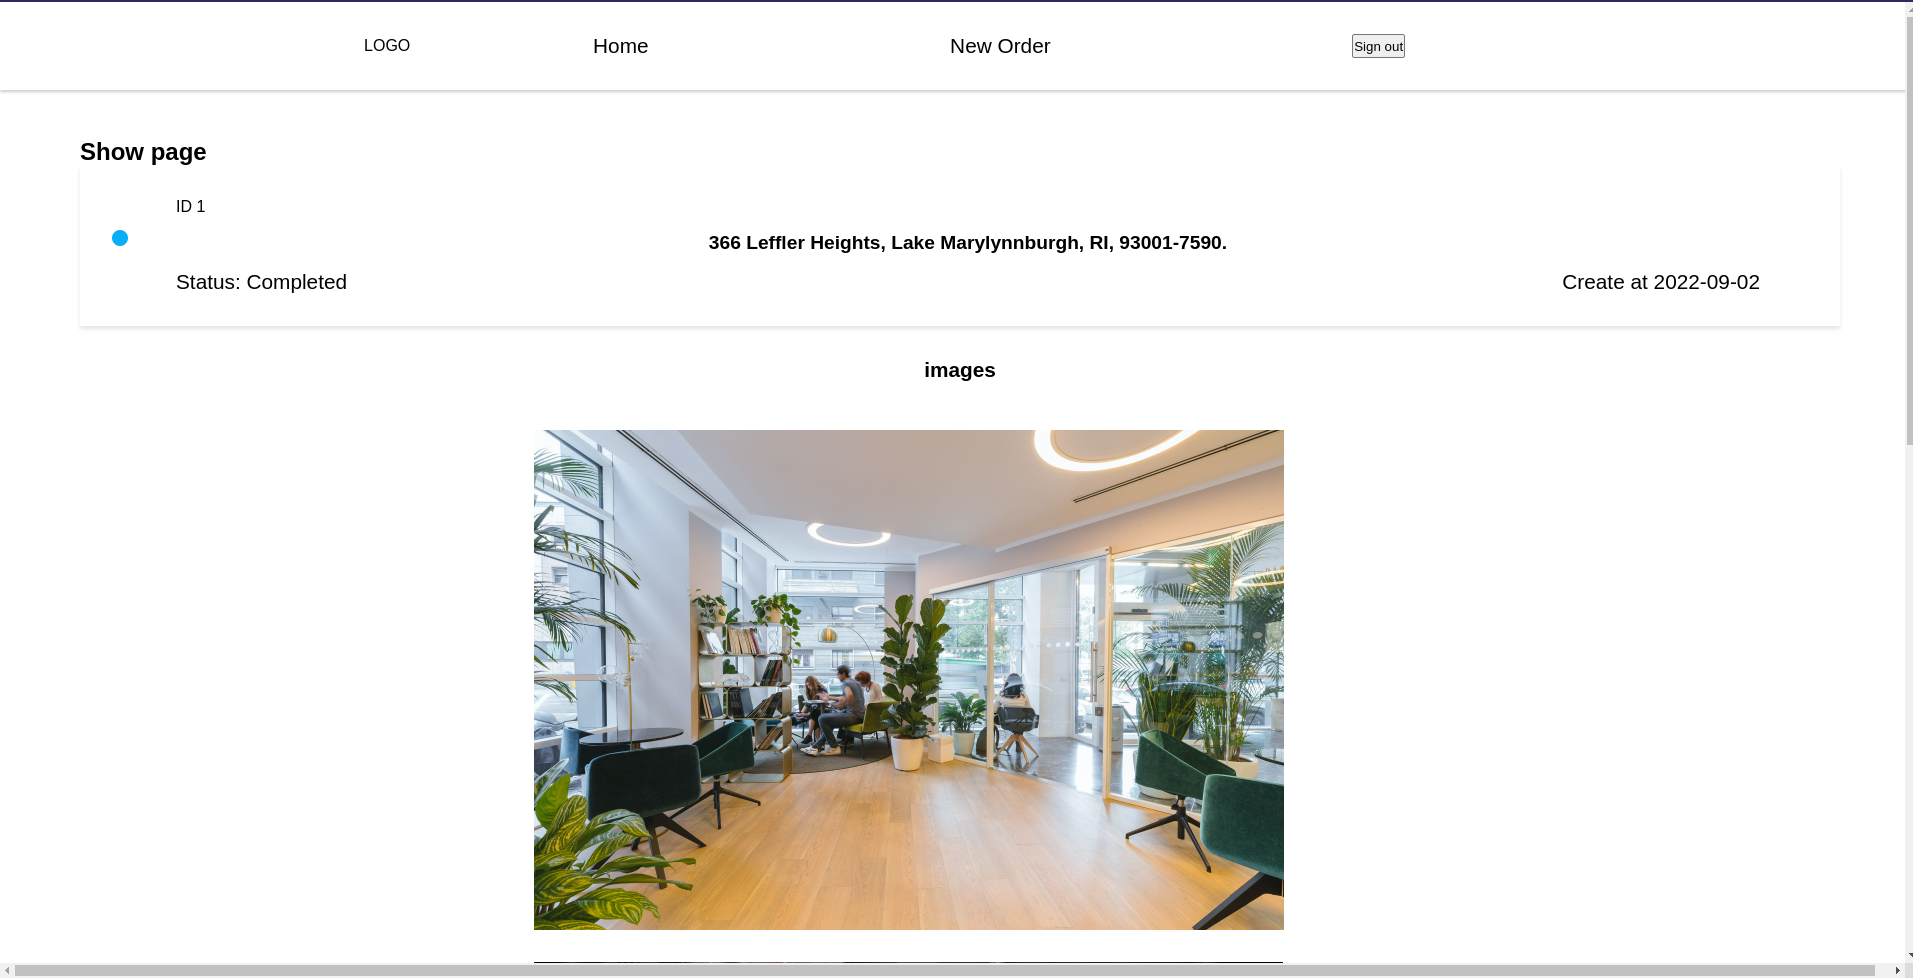 LOGO
Home
New Order
Sign out
Show page
ID 1
366 Leffler Heights, Lake Marylynnburgh, RI, 93001-7590.
Status: Completed
Create at 2022-09-02
images